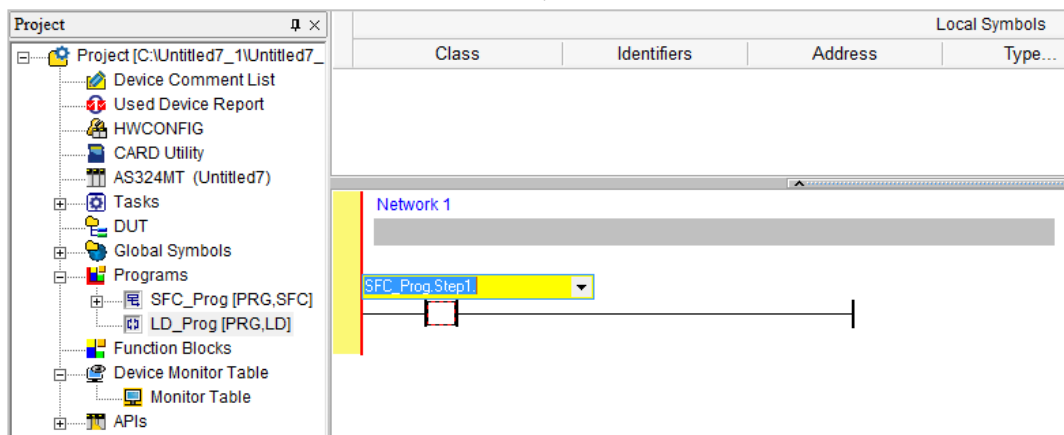 Project
Project [C:\Untitled7_1\Untitled7_
Device Comment List
Used Device Report
HWCONFIG
CARD Utility
AS324MT (Untitled7)
Tasks
DUT
Global Symbols
Programs
SFC_Prog [PRG,SFC]
LD_Prog [PRG,LD]
Function Blocks
Device Monitor Table
Monitor Table
APIs
Local Symbols
Class Identifiers Address Type...
Network 1
SFC_Prog.Step1.